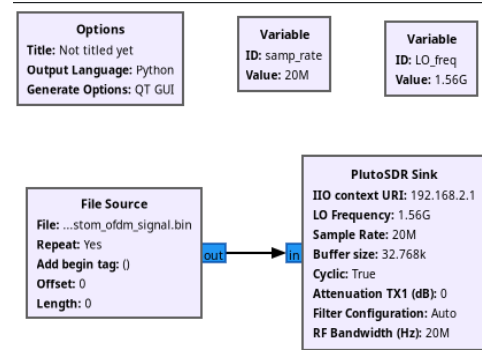 Options
Title: Not titled yet
Output Language: Python
Generate Options: QT GUI
Variable
ID: samp_rate
Value: 20M
Variable
ID: LO_freq
Value: 1.56G
File Source
File: ...stom_ofdm_signal.bin
Repeat: Yes
Add begin tag: ()
Offset: 0
Length: 0
out
in
PlutoSDR Sink
IIO context URI: 192.168.2.1
LO Frequency: 1.56G
Sample Rate: 20M
Buffer size: 32.768k
Cyclic: True
Attenuation TX1 (dB): 0
Filter Configuration: Auto
RF Bandwidth (Hz): 20M